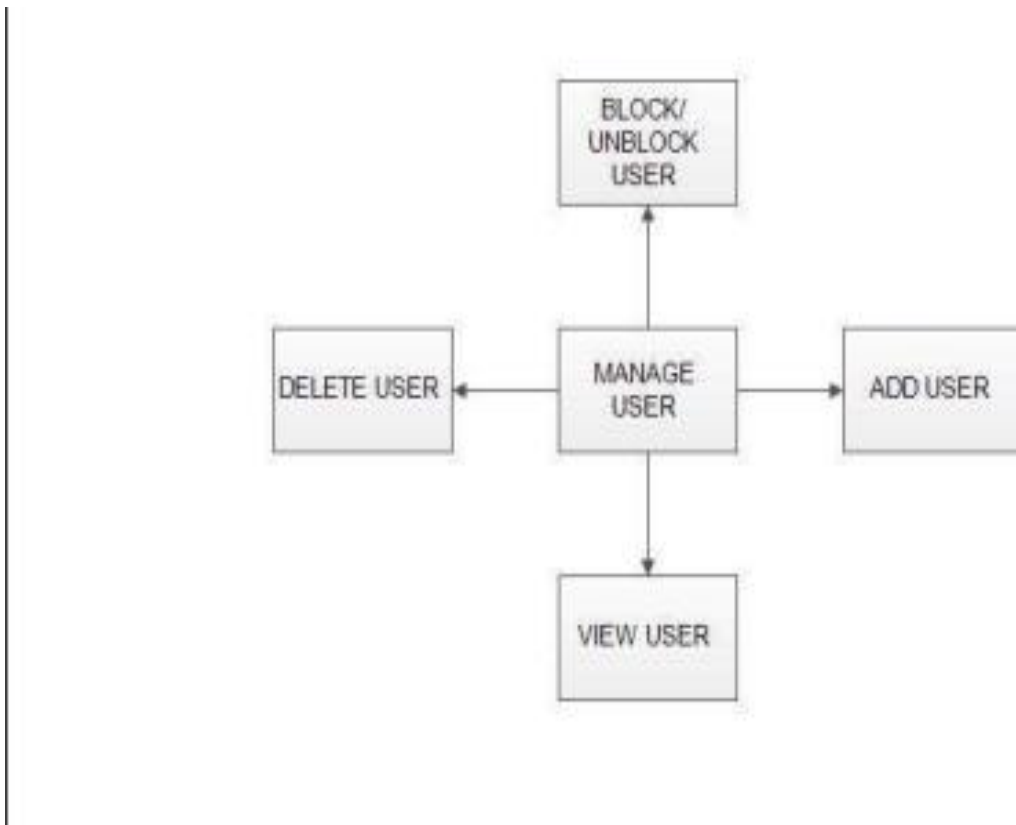 BLOCK/
UNBLOCK
USER
DELETE USER
MANAGE
USER
ADD USER
VIEW USER